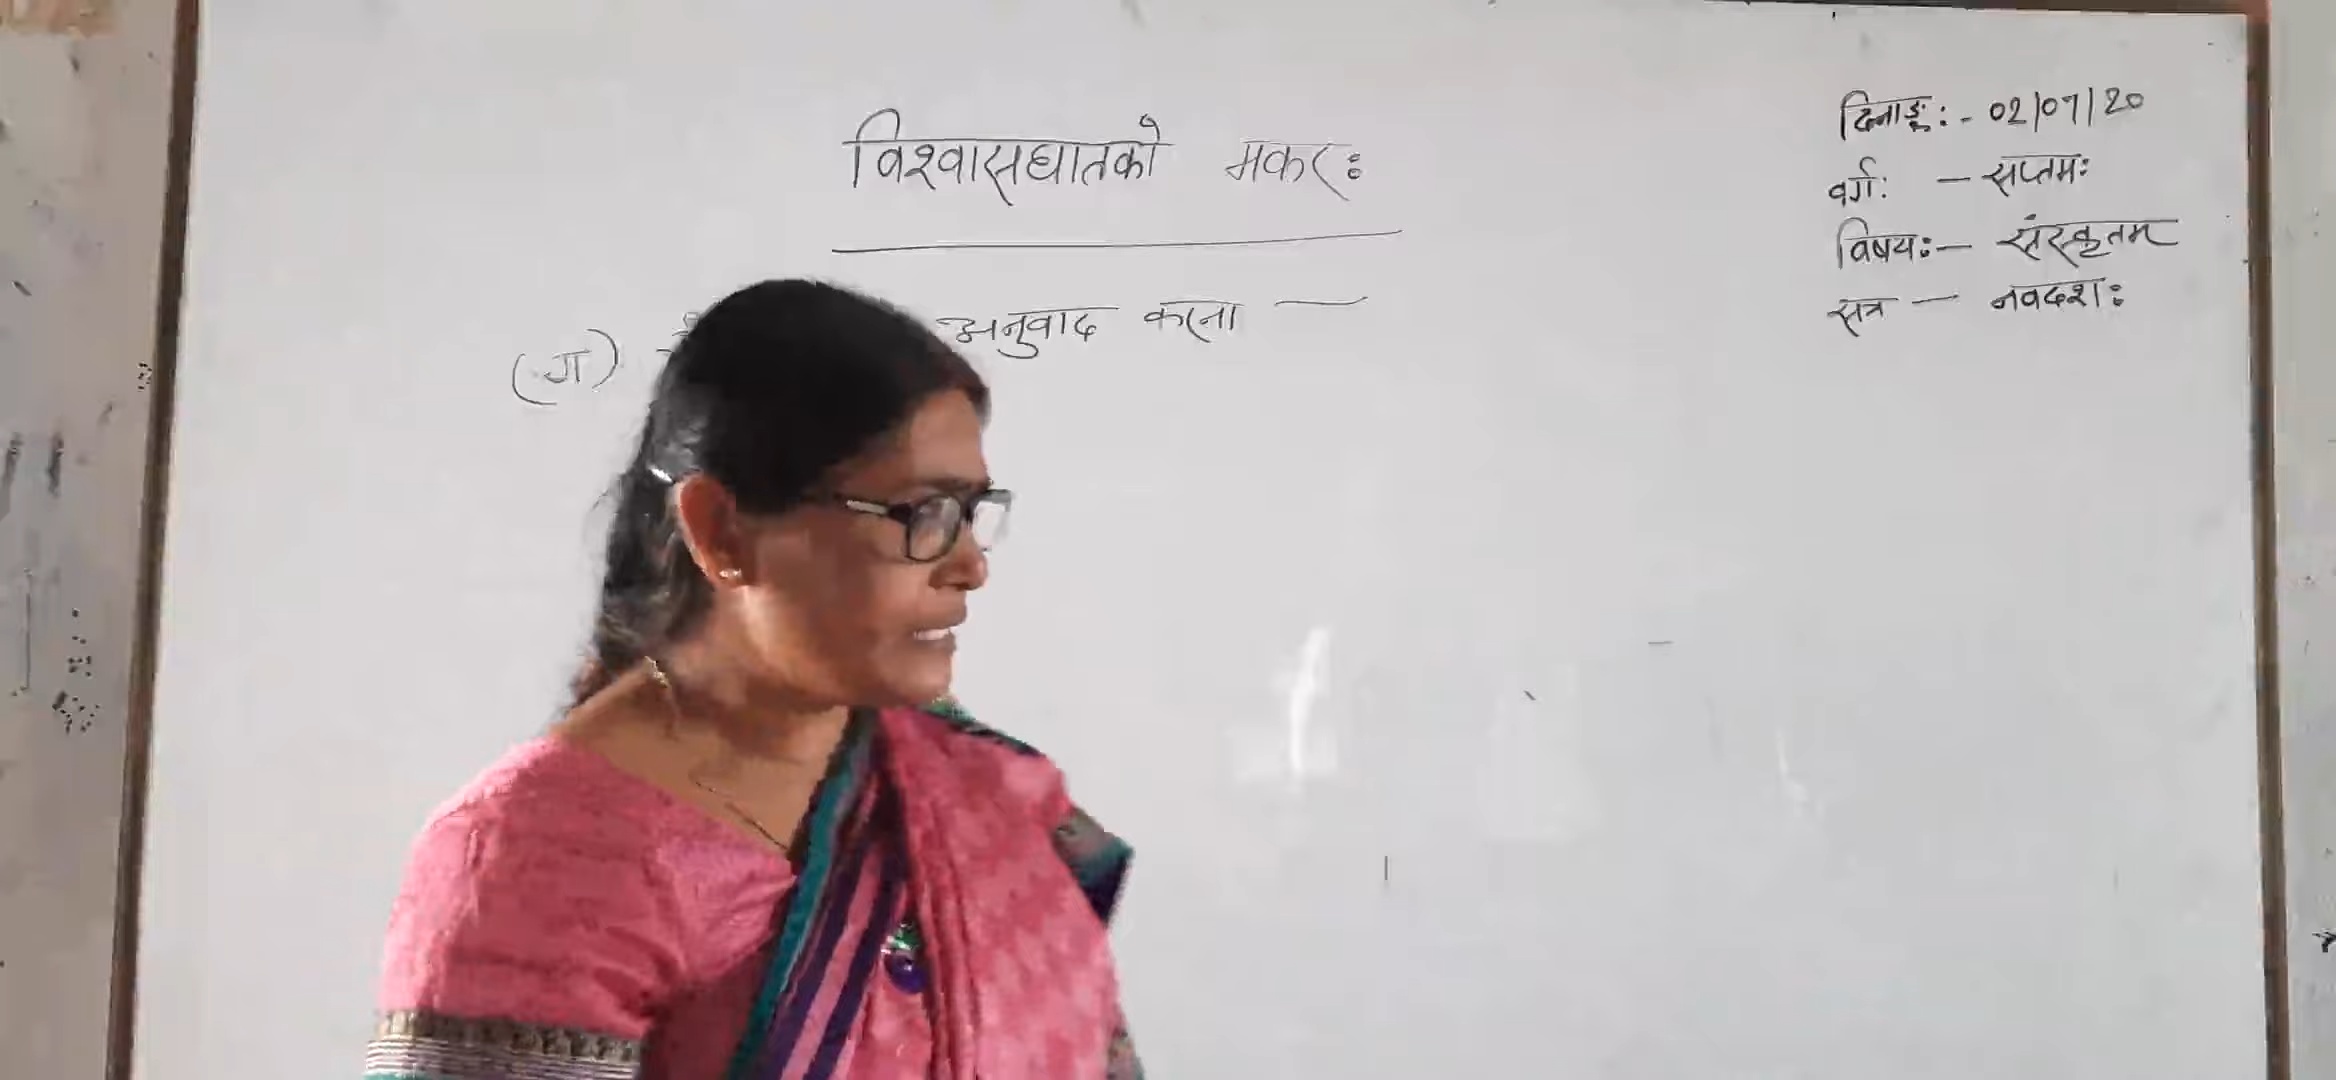 विश्वासघातको मकरः
दिनाङ्कः - 02/07/20
वर्गः - सप्तमः
विषयः - संस्कृतम
सत्र - नवदशः
(ग) अनुवाद करना -